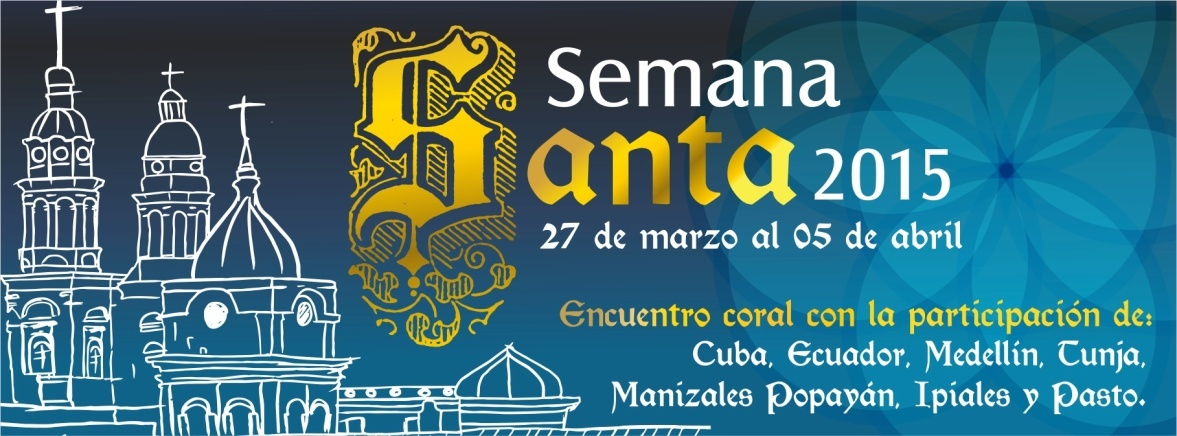 Semana
Santa 2015
27 de marzo al 05 de abril
Encuentro coral con la participación de:
Cuba, Ecuador, Medellín, Tunja,
Manizales Popayán, Ipiales y Pasto.